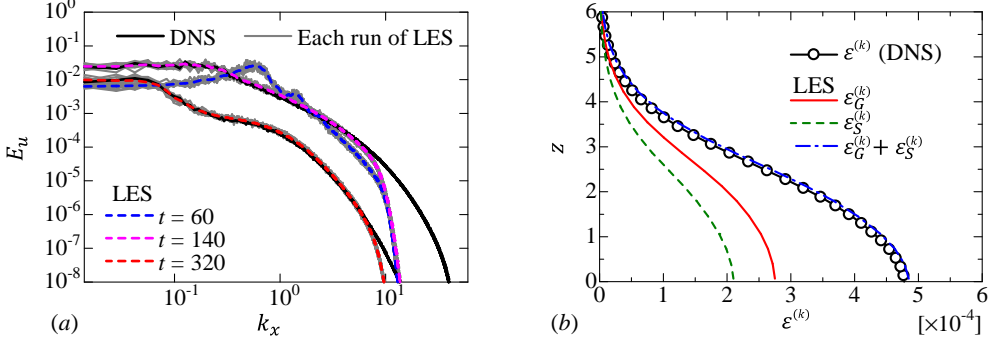 10^0
10^-1
10^-2
10^-3
10^-4
10^-5
10^-6
10^-7
10^-8
E_u
DNS
Each run of LES
LES
t = 60
t = 140
t = 320
10^-1
10^0
10^1
k_x
(a)
6
5
4
3
2
1
0
z
ε^(k) (DNS)
LES
ε_G^(k)
ε_S^(k)
ε_G^(k) + ε_S^(k)
0 1 2 3 4 5 6
ε^(k)
[×10^-4]
(b)